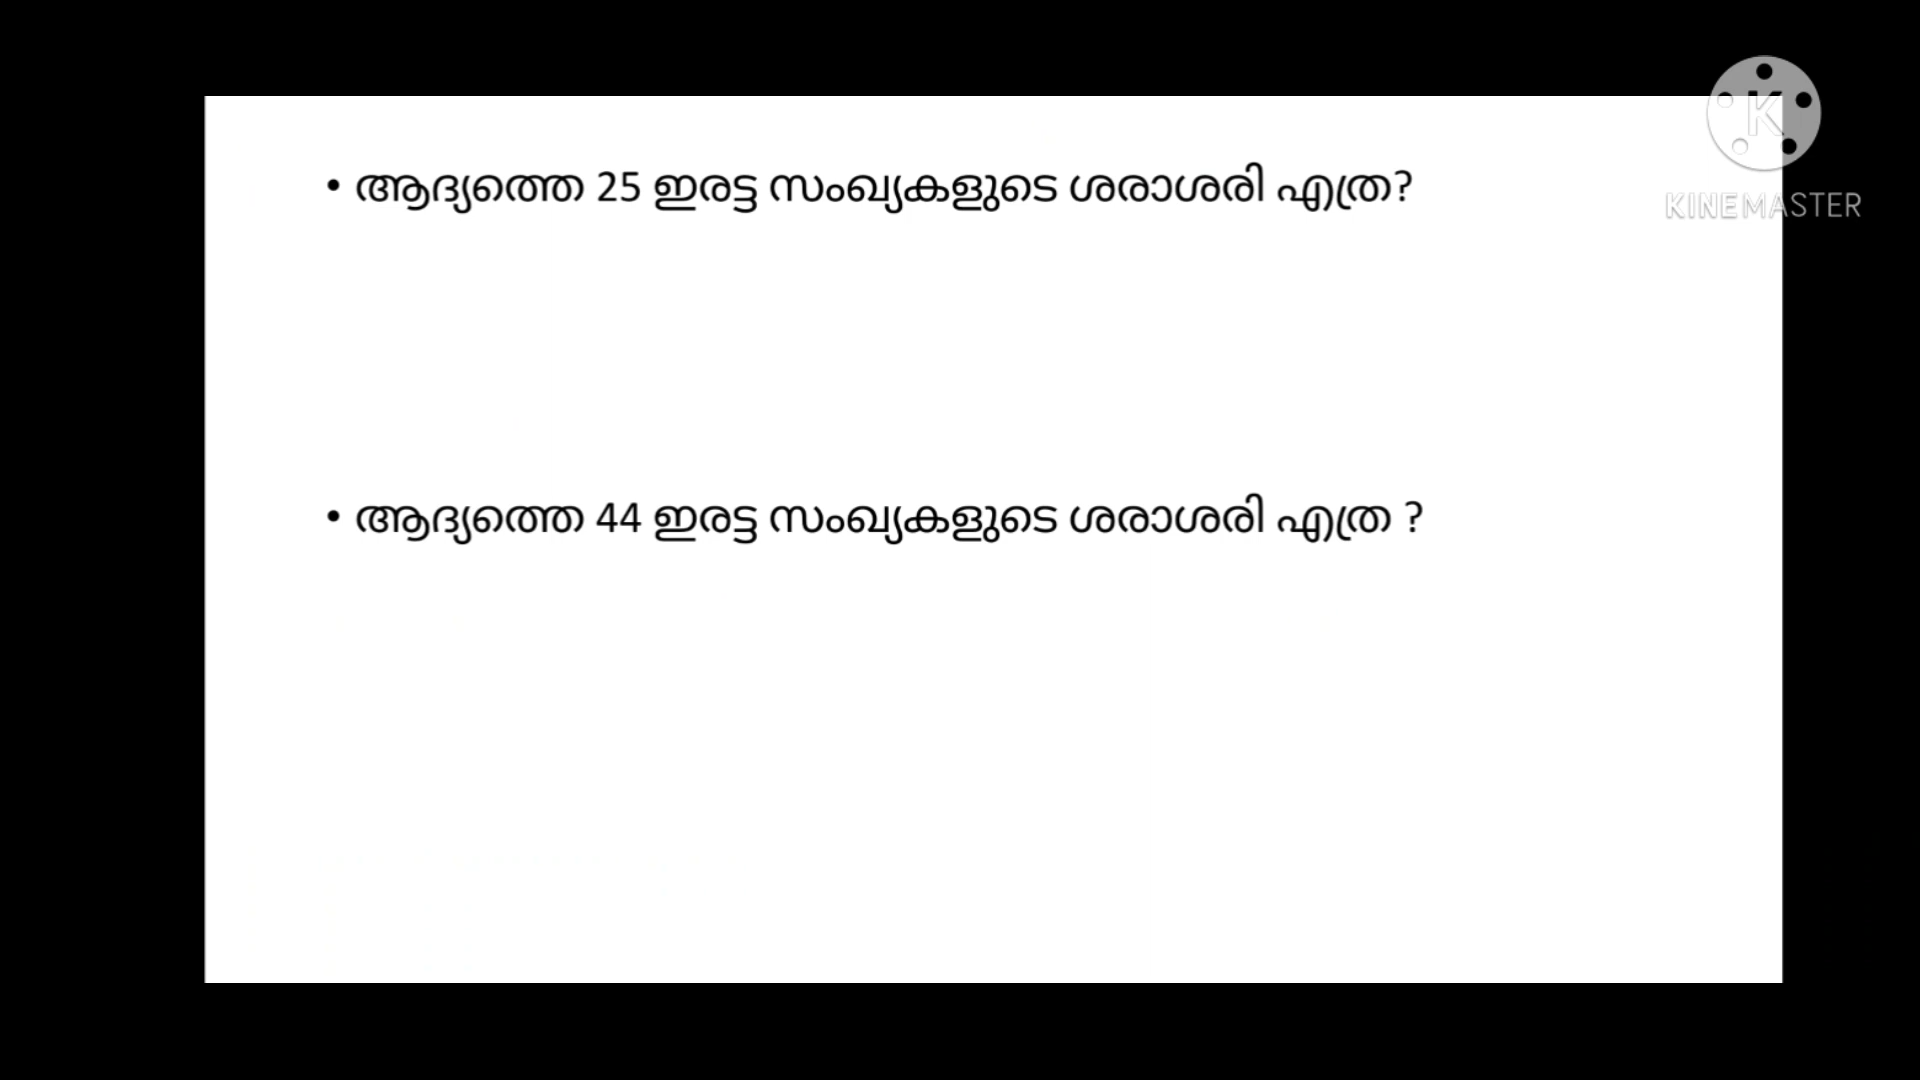 • ആദ്യത്തെ 25 ഇരട്ട സംഖ്യകളുടെ ശരാശരി എത്ര?
• ആദ്യത്തെ 44 ഇരട്ട സംഖ്യകളുടെ ശരാശരി എത്ര ?
K
KINEMASTER